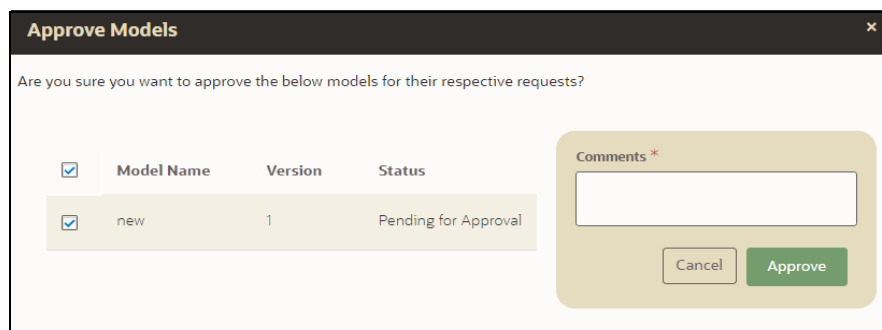 Approve Models
×
Are you sure you want to approve the below models for their respective requests?
Comments *
Model Name Version Status
new 1 Pending for Approval
Cancel Approve